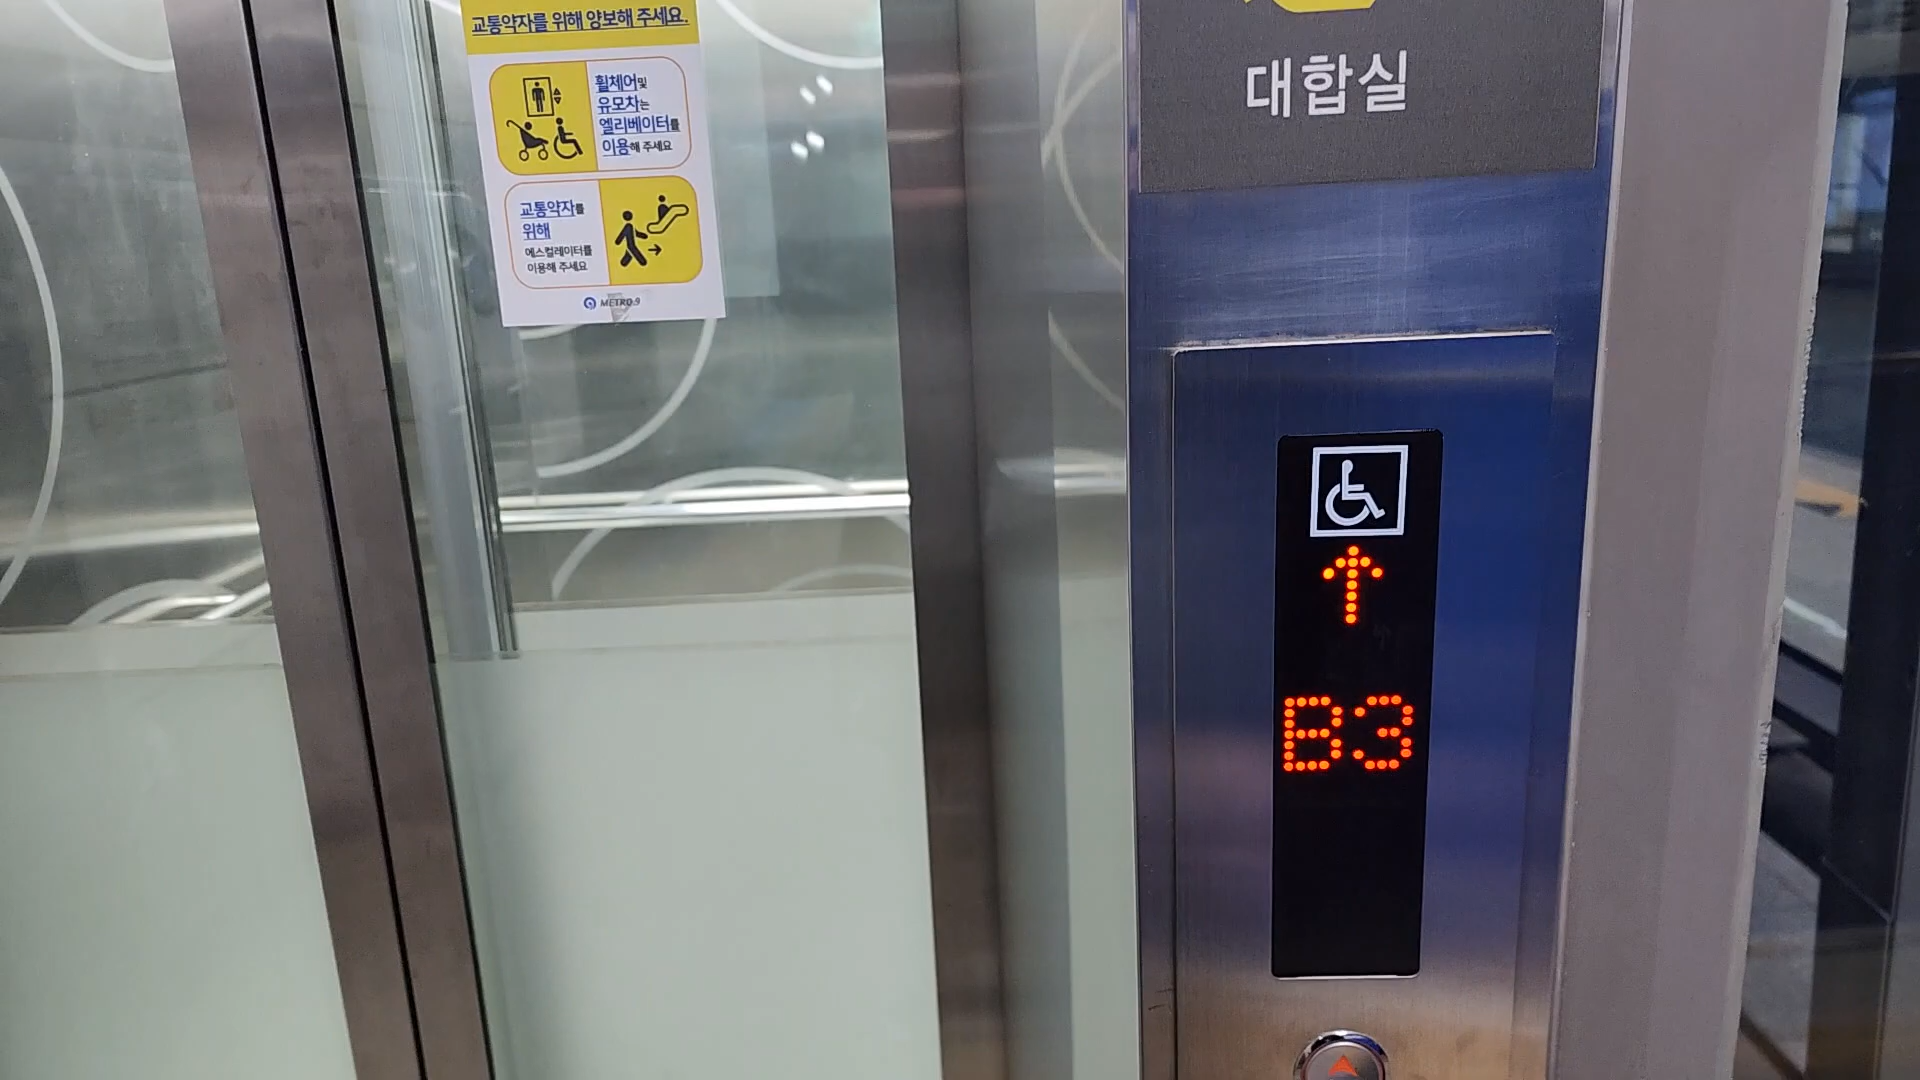 교통약자를 위해 양보해 주세요.
휠체어 및
유모차는
엘리베이터를
이용해 주세요
교통약자를
위해
에스컬레이터를
이용해 주세요
METRO 9
대합실
B3